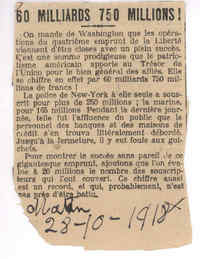 60 MILLIARDS 750 MILLIONS !
On mande de Washington que les opéra-
tions du quatrième emprunt de la Liberté
viennent d'être closes avec un plein succès.
C'est une somme prodigieuse que le patrio-
tisme américain apporte au Trésor de
l'Union pour le bien général des alliés. Elle
se chiffre en effet par 60 milliards 750 mil-
lions de francs.
La police de New-York à elle seule a sous-
crit pour plus de 250 millions ; la marine,
pour 165 millions. Pendant la dernière jour-
née, telle fut l'affluence du public que le
personnel des banques et des maisons de
crédit s'en trouva littéralement débordé.
Jusqu'à la fermeture, il y eut foule aux gui-
chets.
Pour montrer le succès sans pareil de ce
gigantesque emprunt, ajoutons que l'on éva-
lue à 20 millions le nombre des souscrip-
teurs qui l'ont couvert. Ce chiffre aussi
est un record, et qui, probablement, n'est
pas près d'être battu.
Matin
23-10-1918